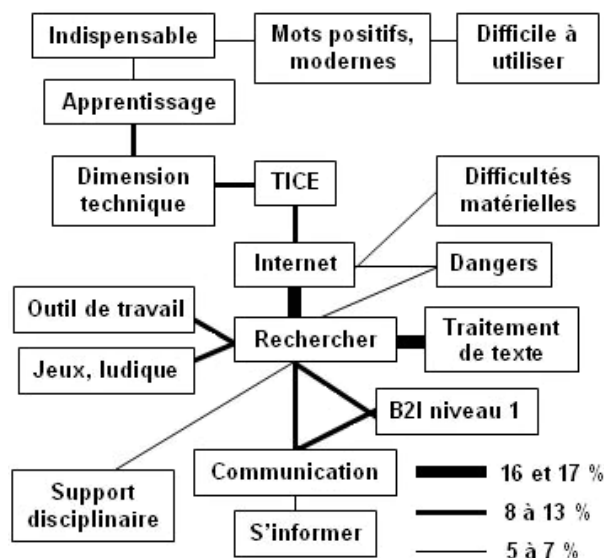 Indispensable
Mots positifs,
modernes
Difficile à
utiliser
Apprentissage
Dimension
technique
TICE
Difficultés
matérielles
Internet
Dangers
Outil de travail
Rechercher
Traitement
de texte
Jeux, ludique
B2I niveau 1
Communication
Support
disciplinaire
S'informer
16 et 17 %
8 à 13 %
5 à 7 %